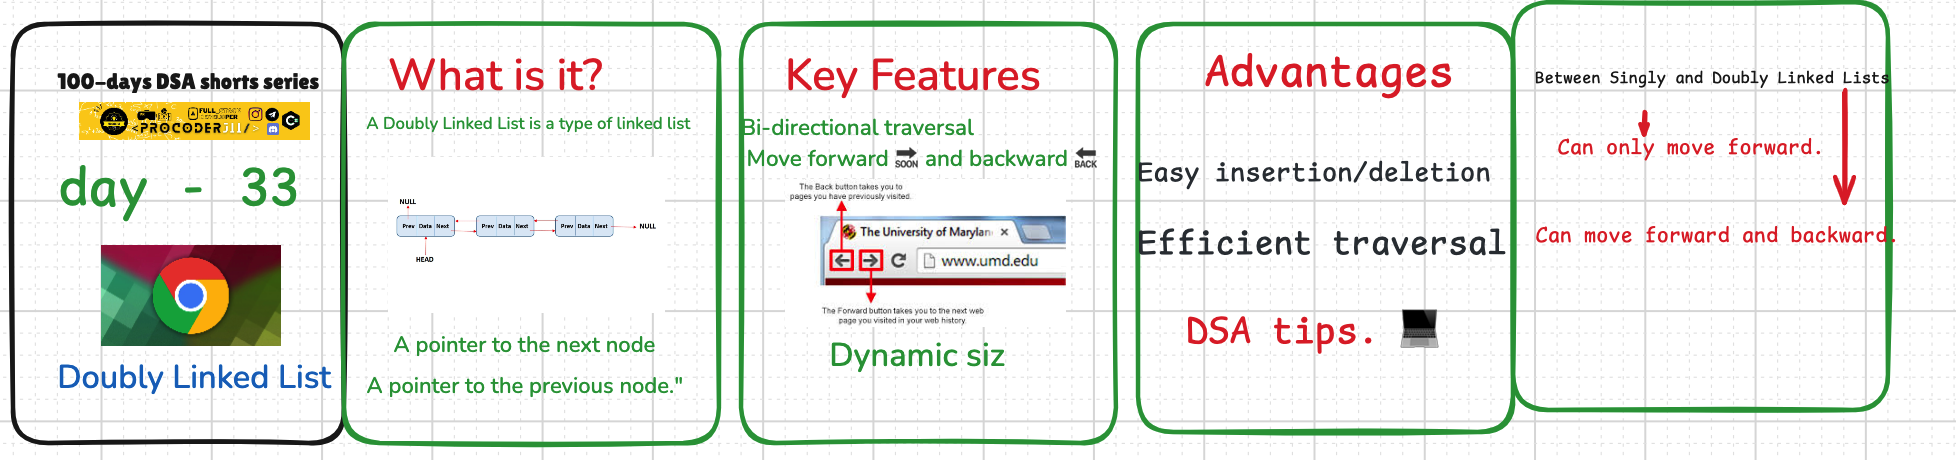 100-days DSA shorts series
FULL STACK
DEVELOPER
<PROCODER911/>
day - 33
Doubly Linked List
What is it?
A Doubly Linked List is a type of linked list
NULL
Prev Data Next Prev Data Next Prev Data Next NULL
HEAD
A pointer to the next node
A pointer to the previous node."
Key Features
Bi-directional traversal
Move forward SOON and backward BACK
The Back button takes you to
pages you have previously visited.
The University of Marylan
www.umd.edu
The Forward button takes you to the next web
page you visited in your web history.
Dynamic siz
Advantages
Easy insertion/deletion
Efficient traversal
DSA tips.
Between Singly and Doubly Linked Lists
Can only move forward.
Can move forward and backward.